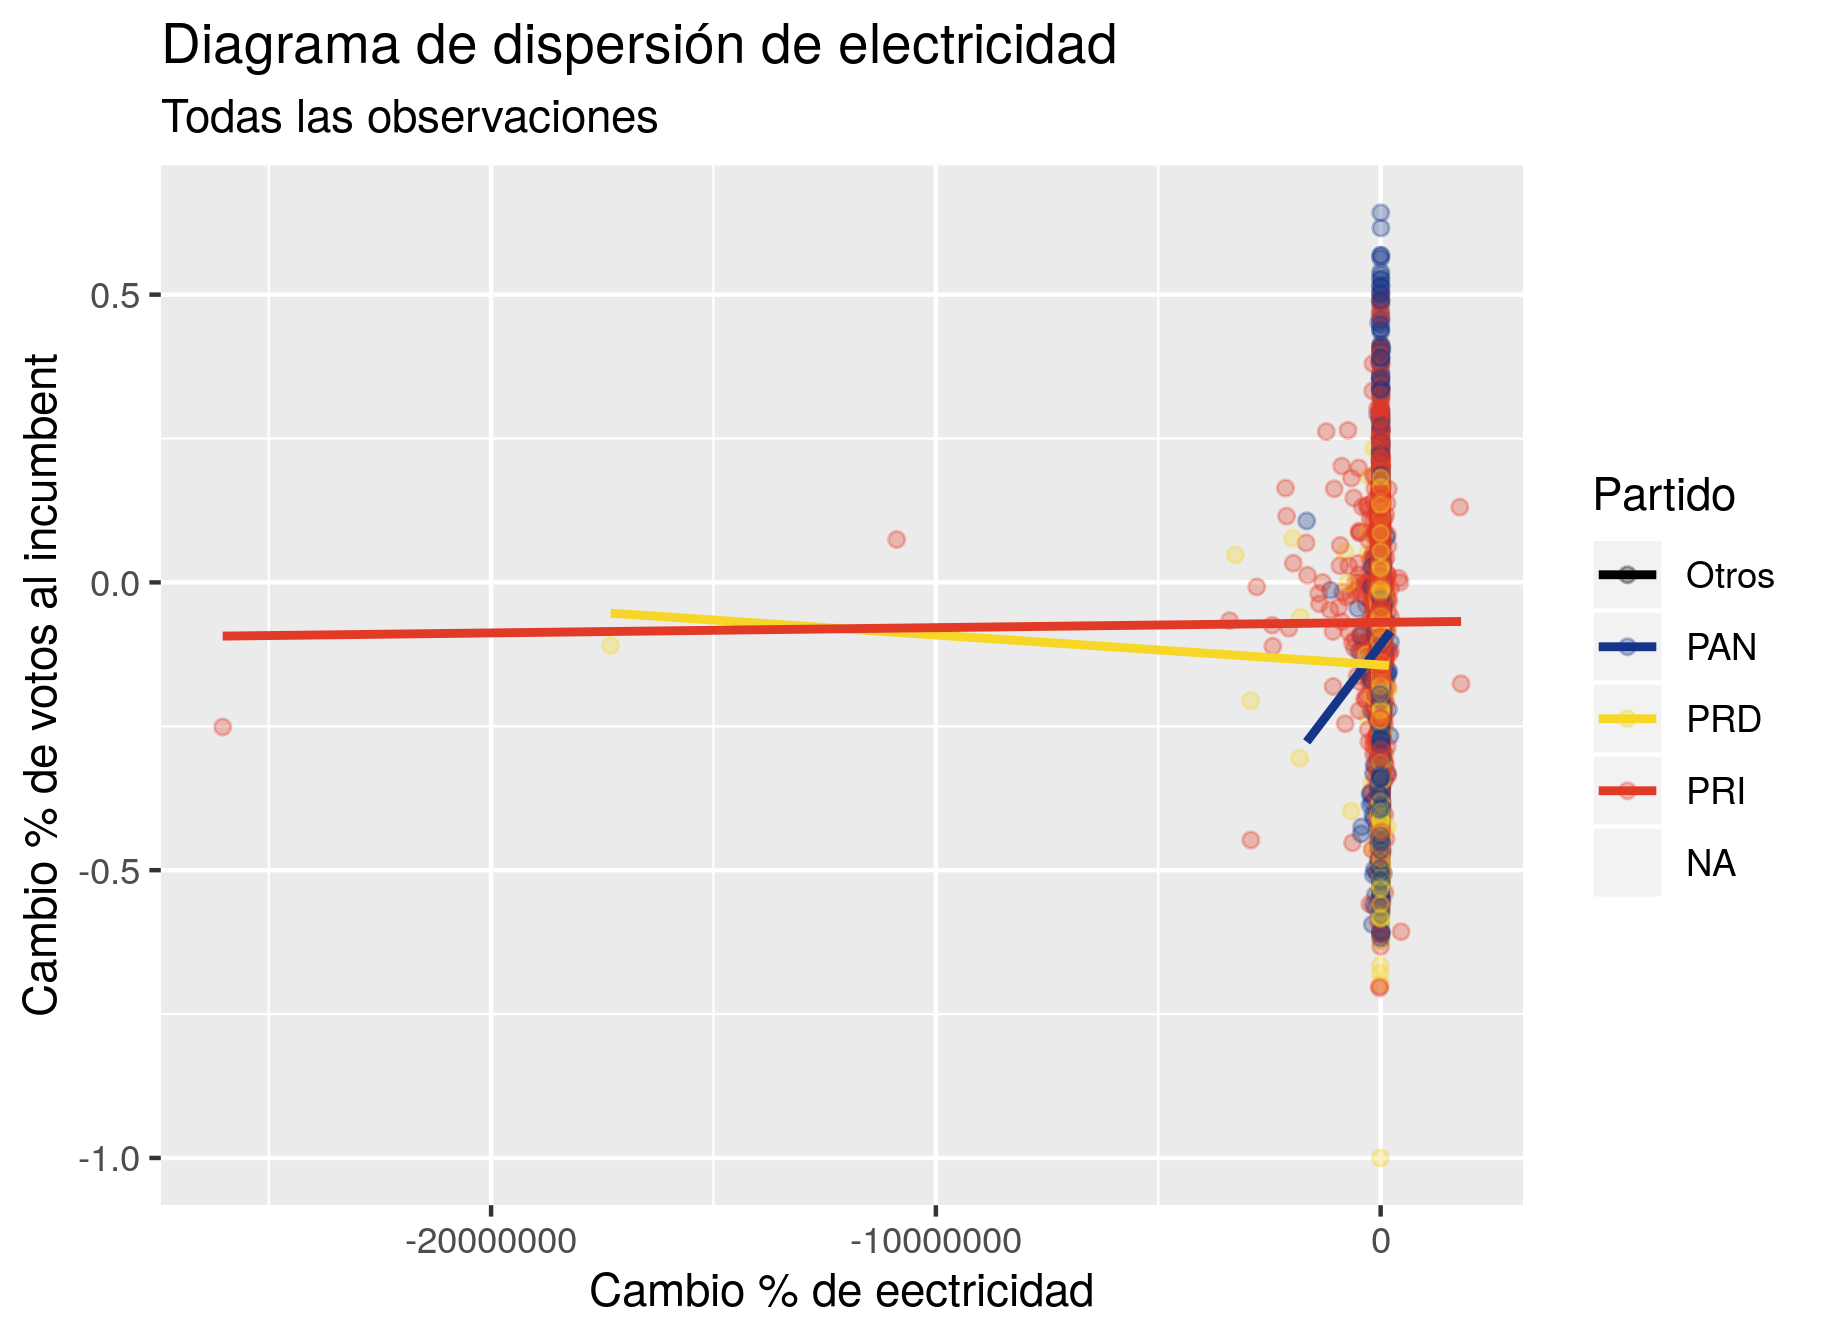 Diagrama de dispersión de electricidad
Todas las observaciones
Cambio % de votos al incumbent
0.5
0.0
-0.5
-1.0
-20000000
-10000000
0
Cambio % de eectricidad
Partido
Otros
PAN
PRD
PRI
NA